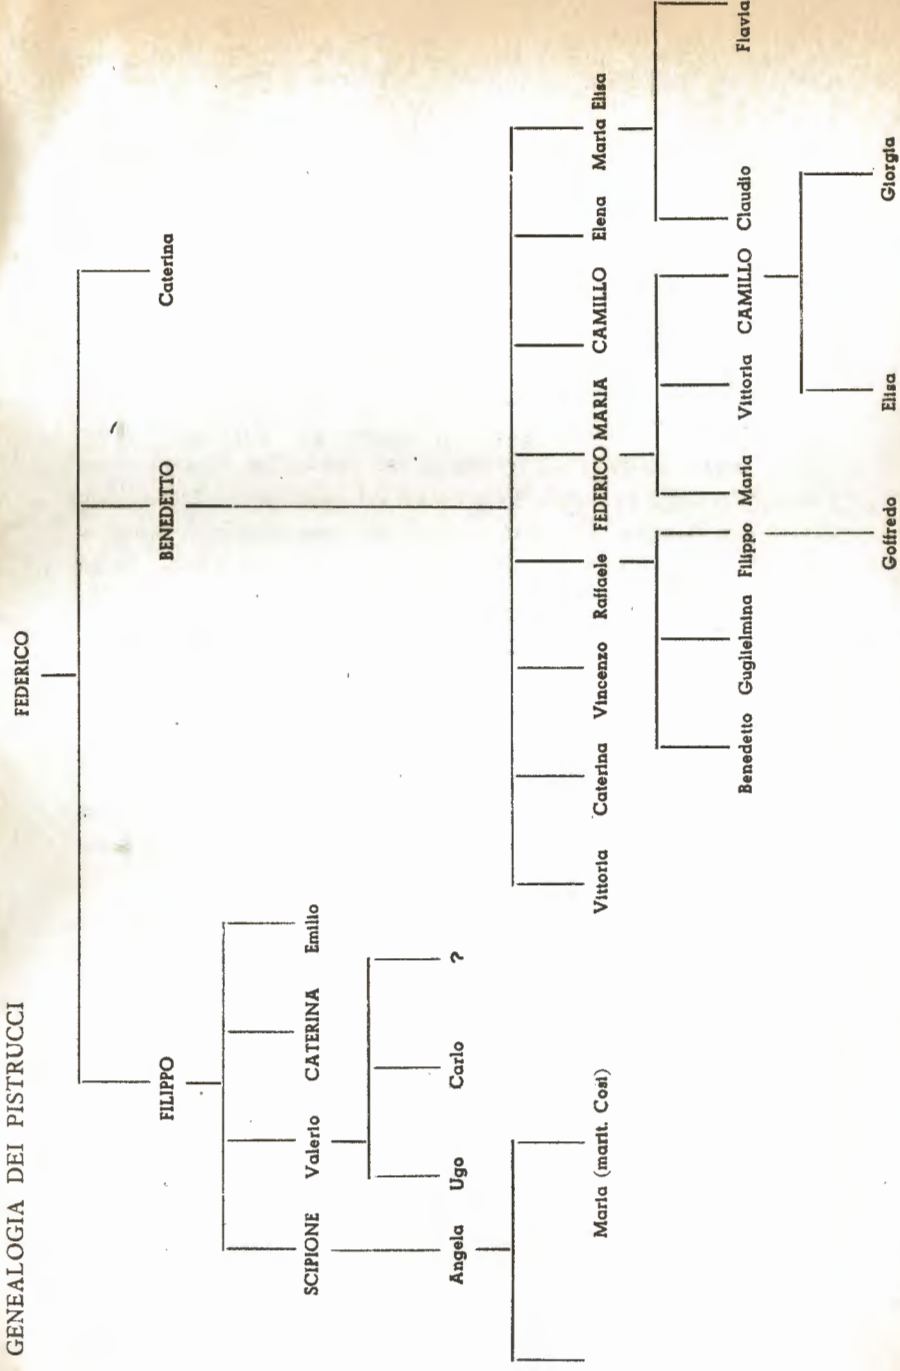 GENEALOGIA DEI PISTRUCCI
FEDERICO
FILIPPO BENEDETTO Caterina
SCIPIONE Valerio CATERINA Emilio
Angela Ugo Carlo ?
Maria (marit. Cosi) Vittoria Caterina Vincenzo Raffaele FEDERICO MARIA CAMILLO Elena Maria Elisa
Benedetto Guglielmina Filippo Maria Vittoria CAMILLO Claudio Flavia
Goffredo Elisa Giorgia